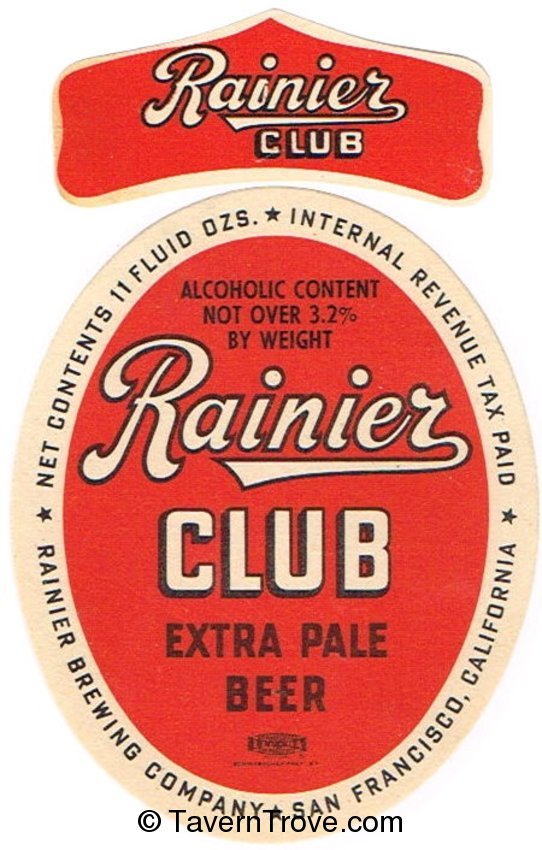 Rainier
CLUB
NET CONTENTS 11 FLUID OZS. ★ INTERNAL REVENUE TAX PAID ★
ALCOHOLIC CONTENT
NOT OVER 3.2%
BY WEIGHT
Rainier
CLUB
EXTRA PALE
BEER
RAINIER BREWING COMPANY ★ SAN FRANCISCO, CALIFORNIA ★
© TavernTrove.com